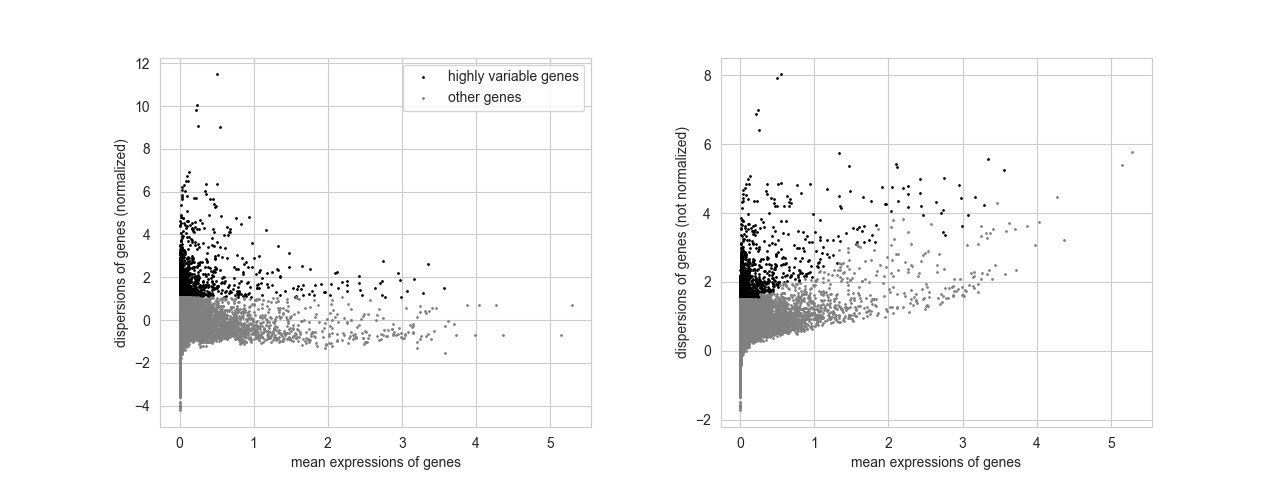 12
10
8
6
4
2
0
−2
−4
dispersions of genes (normalized)
highly variable genes
other genes
0 1 2 3 4 5
mean expressions of genes
8
6
4
2
0
−2
dispersions of genes (not normalized)
0 1 2 3 4 5
mean expressions of genes